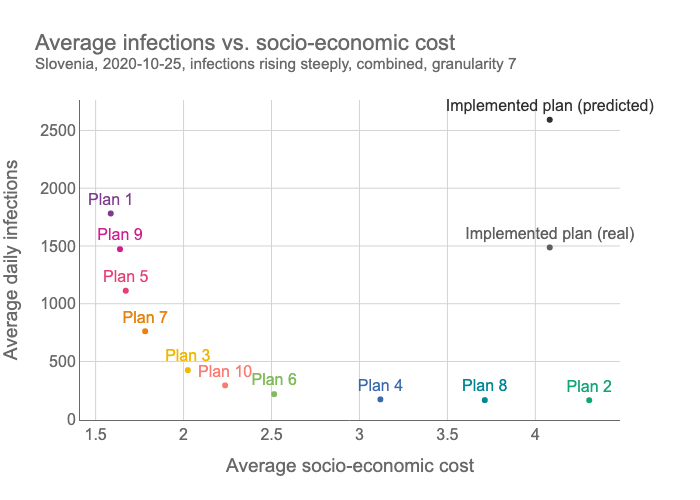 Average infections vs. socio-economic cost
Slovenia, 2020-10-25, infections rising steeply, combined, granularity 7
Implemented plan (predicted)
2500
2000
Plan 1
Plan 9
Implemented plan (real)
1500
Plan 5
1000
Plan 7
Plan 3
500
Plan 10
Plan 6
Plan 4
Plan 8
Plan 2
0
1.5
2
2.5
3
3.5
4
Average daily infections
Average socio-economic cost